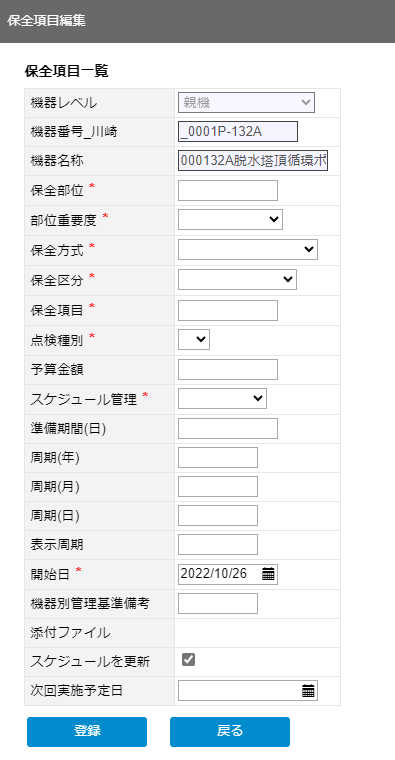 保全項目編集
保全項目一覧
機器レベル 親機
機器番号_川崎 _0001P-132A
機器名称 000132A脱水塔頂循環ポ
保全部位 *
部位重要度 *
保全方式 *
保全区分 *
保全項目 *
点検種別 *
予算金額
スケジュール管理 *
準備期間(日)
周期(年)
周期(月)
周期(日)
表示周期
開始日 * 2022/10/26
機器別管理基準備考
添付ファイル
スケジュールを更新
次回実施予定日
登録 戻る